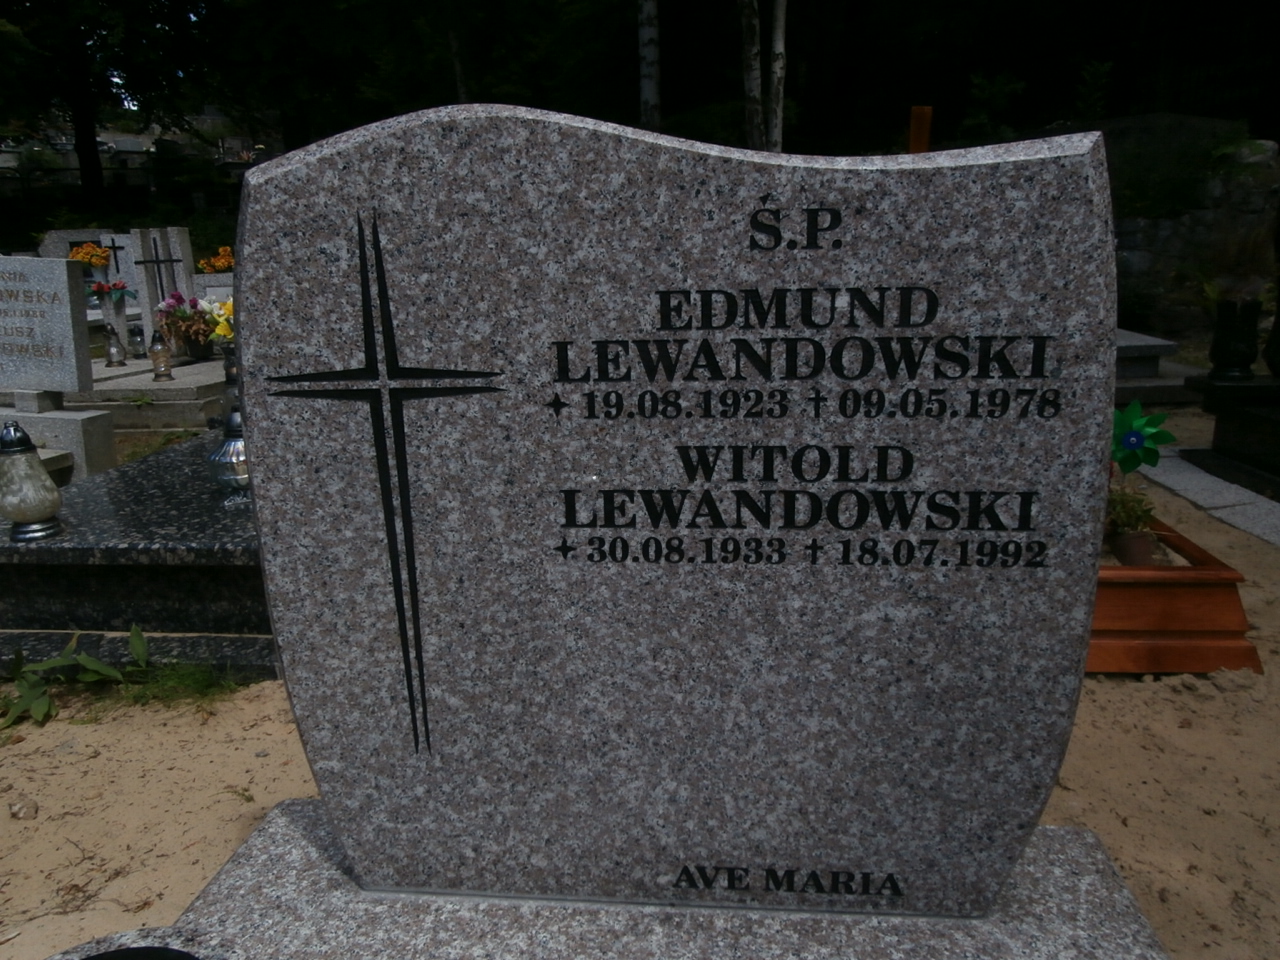 Ś.P.
EDMUND
LEWANDOWSKI
✦ 19.08.1923 † 09.05.1978
WITOLD
LEWANDOWSKI
✦ 30.08.1933 † 18.07.1992
AVE MARIA